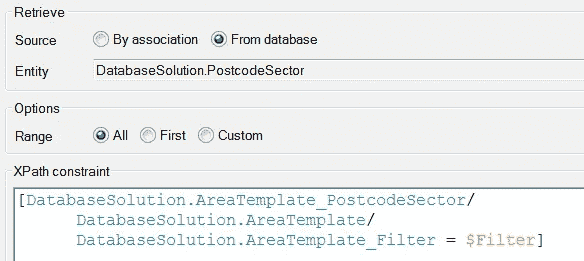 Retrieve
Source By association From database
Entity DatabaseSolution.PostcodeSector
Options
Range All First Custom
XPath constraint
[DatabaseSolution.AreaTemplate_PostcodeSector/
DatabaseSolution.AreaTemplate/
DatabaseSolution.AreaTemplate_Filter = $Filter]